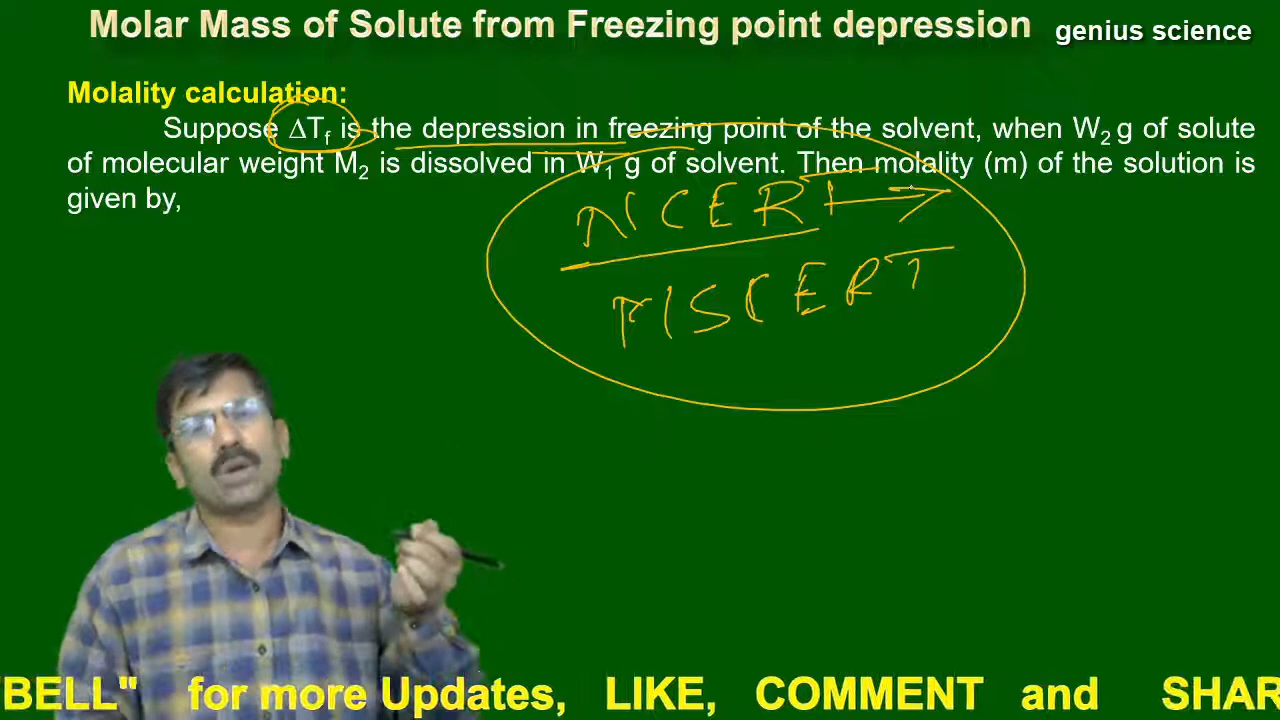 Molar Mass of Solute from Freezing point depression
genius science
Molality calculation:
Suppose ΔTf is the depression in freezing point of the solvent, when W2 g of solute
of molecular weight M2 is dissolved in W1 g of solvent. Then molality (m) of the solution is
given by,
NCERT
"BELL" for more Updates, LIKE, COMMENT and SHAR